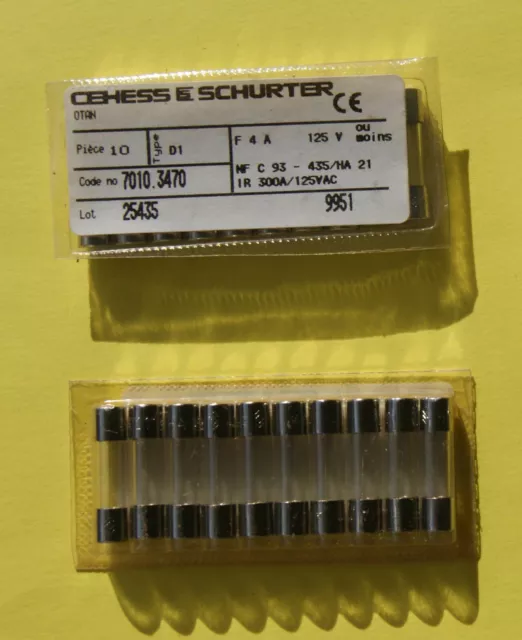 CEHESS E SCHURTER
CE
OTAN
Pièce 10 Type D1
F 4 A 125 V ou moins
NF C 93 - 435/HA 21
IR 300A/125VAC
Code no 7010.3470
Lot 25435 9951